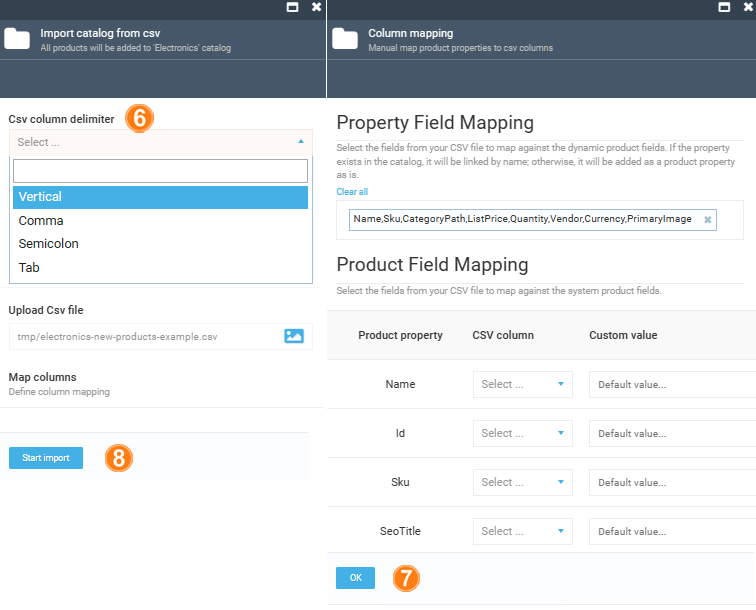 Import catalog from csv
All products will be added to 'Electronics' catalog
Csv column delimiter 6
Select ...
Vertical
Comma
Semicolon
Tab
Upload Csv file
tmp/electronics-new-products-example.csv
Map columns
Define column mapping
Start import 8
Column mapping
Manual map product properties to csv columns
Property Field Mapping
Select the fields from your CSV file to map against the dynamic product fields. If the property
exists in the catalog, it will be linked by name; otherwise, it will be added as a product property
as is.
Clear all
Name,Sku,CategoryPath,ListPrice,Quantity,Vendor,Currency,PrimaryImage
Product Field Mapping
Select the fields from your CSV file to map against the system product fields.
Product property CSV column Custom value
Name Select ... Default value...
Id Select ... Default value...
Sku Select ... Default value...
SeoTitle Select ... Default value...
OK 7